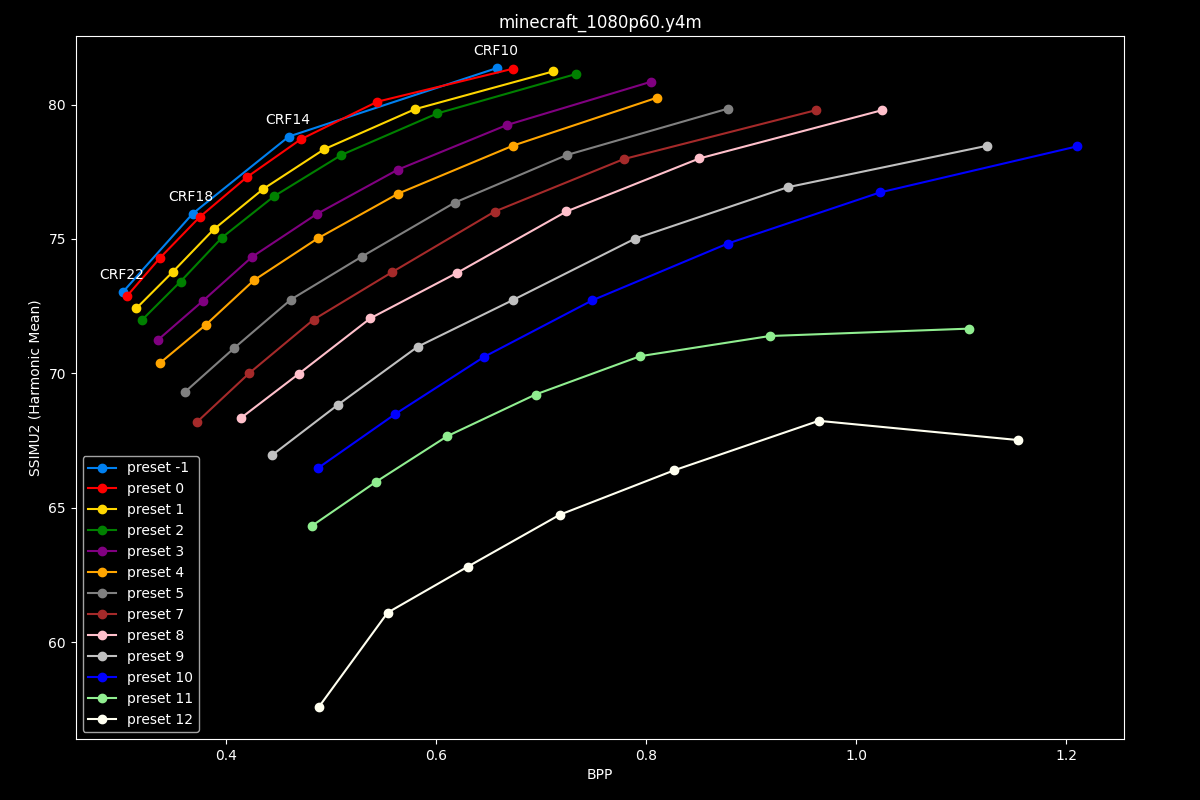 minecraft_1080p60.y4m
CRF10
CRF14
CRF18
CRF22
80
75
70
65
60
SSIMU2 (Harmonic Mean)
preset -1
preset 0
preset 1
preset 2
preset 3
preset 4
preset 5
preset 7
preset 8
preset 9
preset 10
preset 11
preset 12
0.4 0.6 0.8 1.0 1.2
BPP